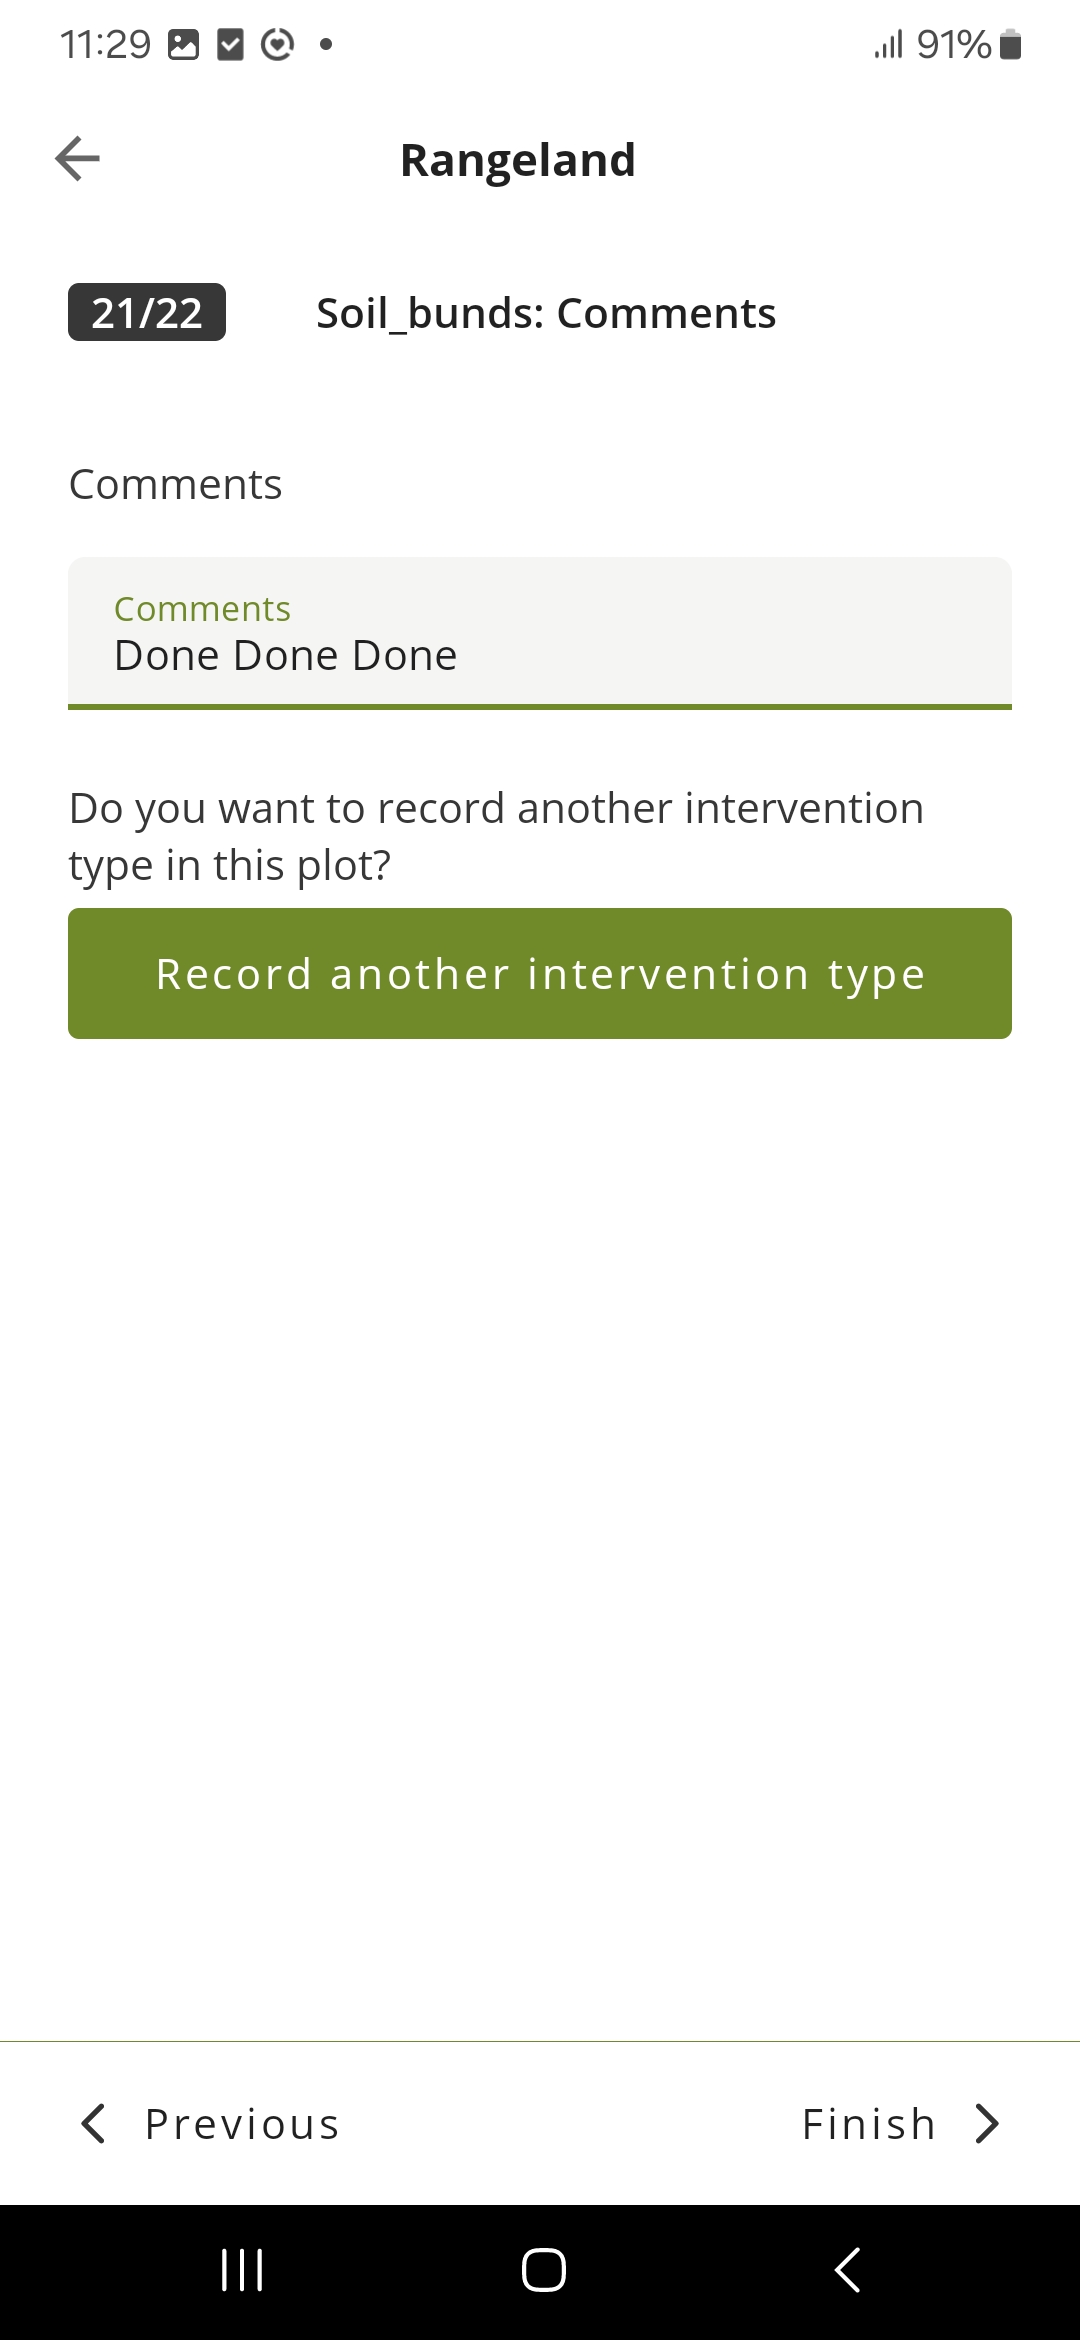 11:29
91%
Rangeland
21/22
Soil_bunds: Comments
Comments
Comments
Done Done Done
Do you want to record another intervention
type in this plot?
Record another intervention type
Previous
Finish